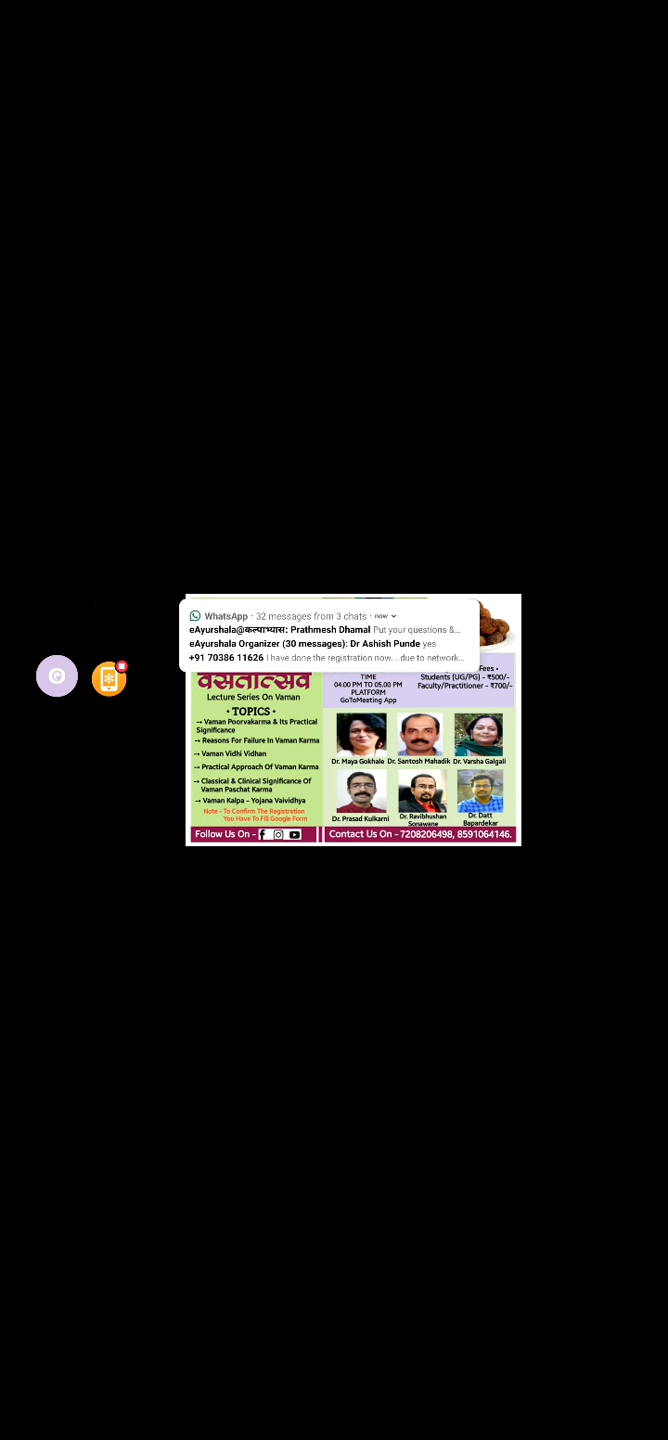 WhatsApp · 32 messages from 3 chats · now
eAyurshala@कल्पाभ्यास: Prathmesh Dhamal Put your questions &...
eAyurshala Organizer (30 messages): Dr Ashish Punde yes
+91 70386 11626 I have done the registration now....due to network...
वसंतोत्सव
Lecture Series On Vaman
• TOPICS •
→ Vaman Poorvakarma & Its Practical
Significance
→ Reasons For Failure In Vaman Karma
→ Vaman Vidhi Vidhan
→ Practical Approach Of Vaman Karma
→ Classical & Clinical Significance Of
Vaman Paschat Karma
→ Vaman Kalpa - Yojana Vaividhya
Note - To Confirm The Registration
You Have To Fill Google Form
Follow Us On -
TIME
04.00 PM TO 05.00 PM
PLATFORM
GoToMeeting App
Fees •
Students (UG/PG) - ₹500/-
Faculty/Practitioner - ₹700/-
Dr. Maya Gokhale Dr. Santosh Mahadik Dr. Varsha Galgali
Dr. Prasad Kulkarni
Dr. Ravibhushan
Sonawane
Dr. Datt
Bapardekar
Contact Us On - 7208206498, 8591064146.